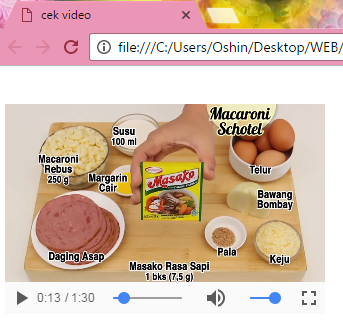 cek video
file:///C:/Users/Oshin/Desktop/WEB/
Macaroni
Schotel
Susu
100 ml
Macaroni
Rebus
250 g
Margarin
Cair
Masako
Telur
Bawang
Bombay
Daging Asap
Pala
Keju
Masako Rasa Sapi
1 bks (7,5 g)
0:13 / 1:30